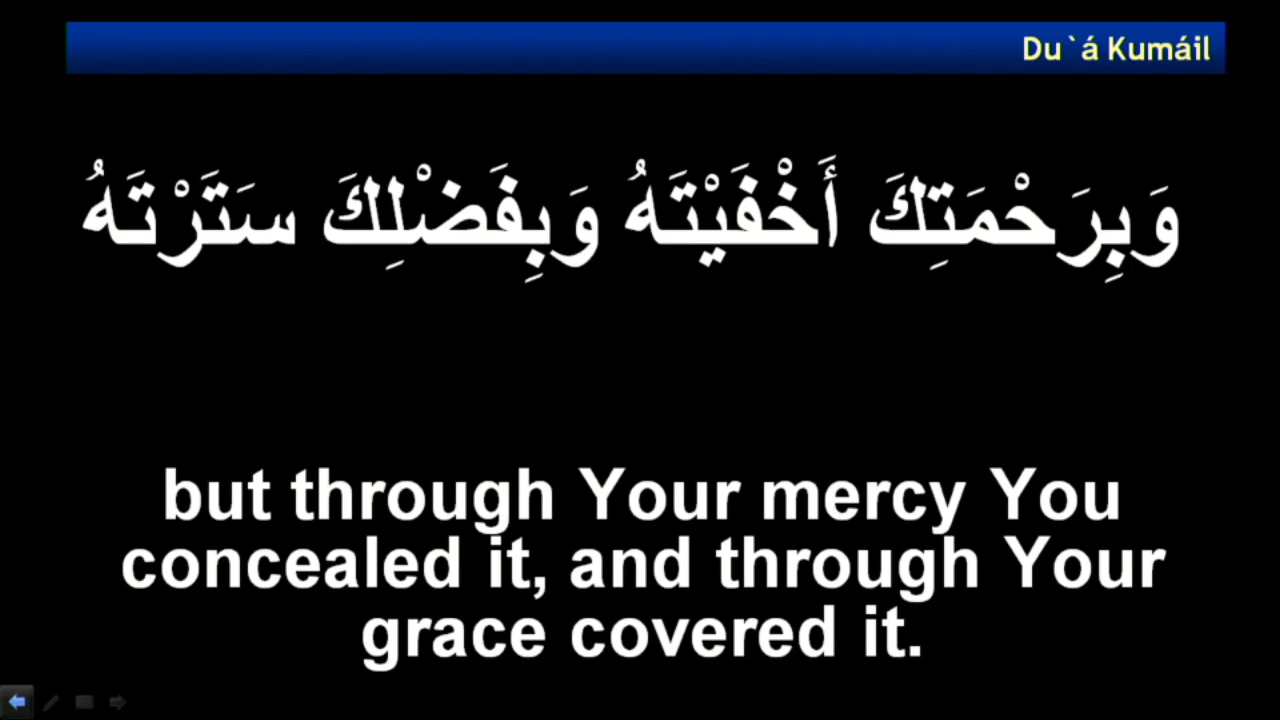 Du`á Kumáil
وَبِرَحْمَتِكَ أَخْفَيْتَهُ وَبِفَضْلِكَ سَتَرْتَهُ
but through Your mercy You
concealed it, and through Your
grace covered it.